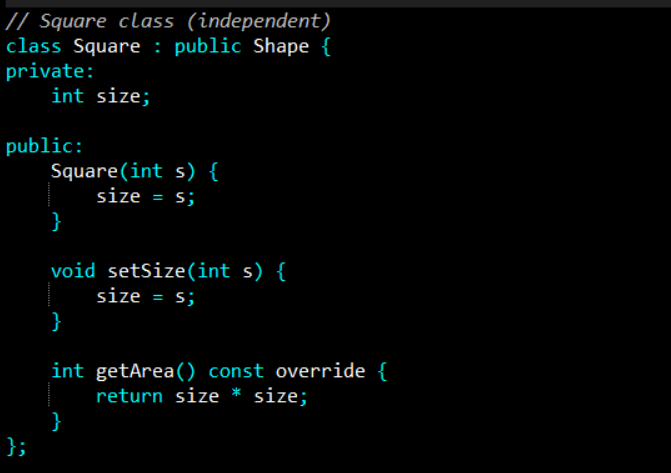 // Square class (independent)
class Square : public Shape {
private:
    int size;

public:
    Square(int s) {
        size = s;
    }

    void setSize(int s) {
        size = s;
    }

    int getArea() const override {
        return size * size;
    }
};